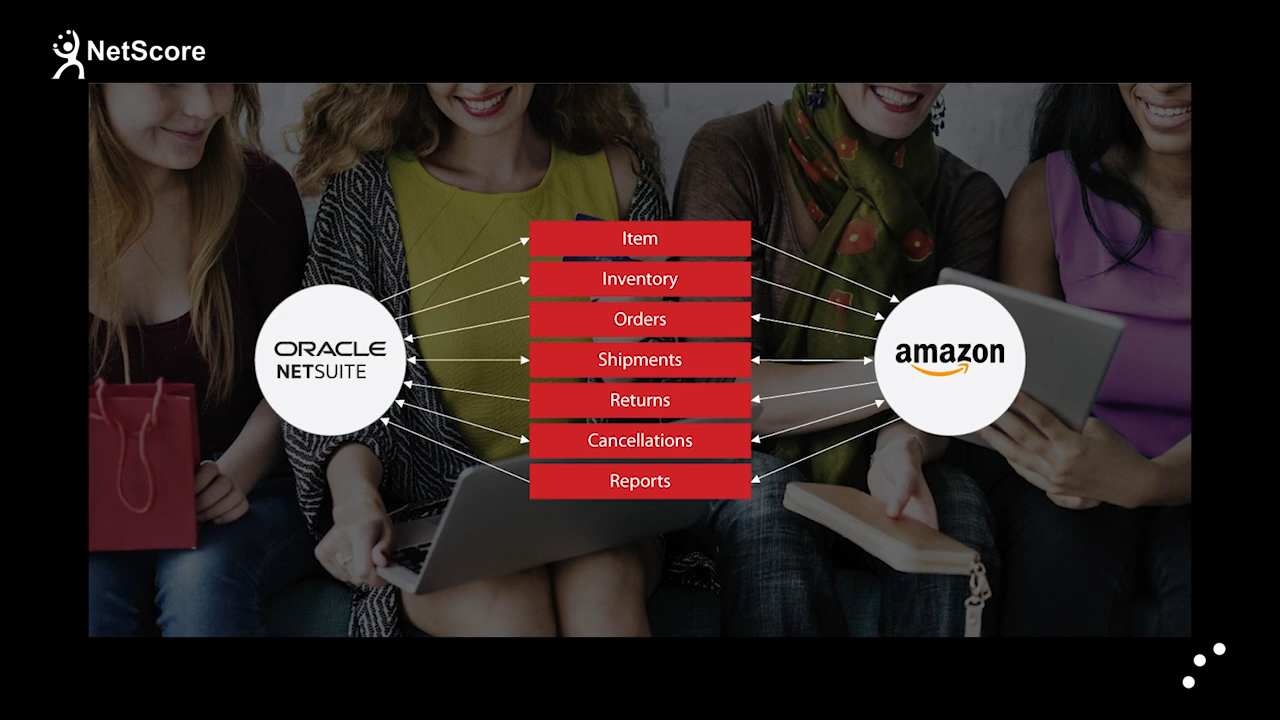 NetScore
Item
Inventory
Orders
ORACLE
NETSUITE
Shipments
amazon
Returns
Cancellations
Reports